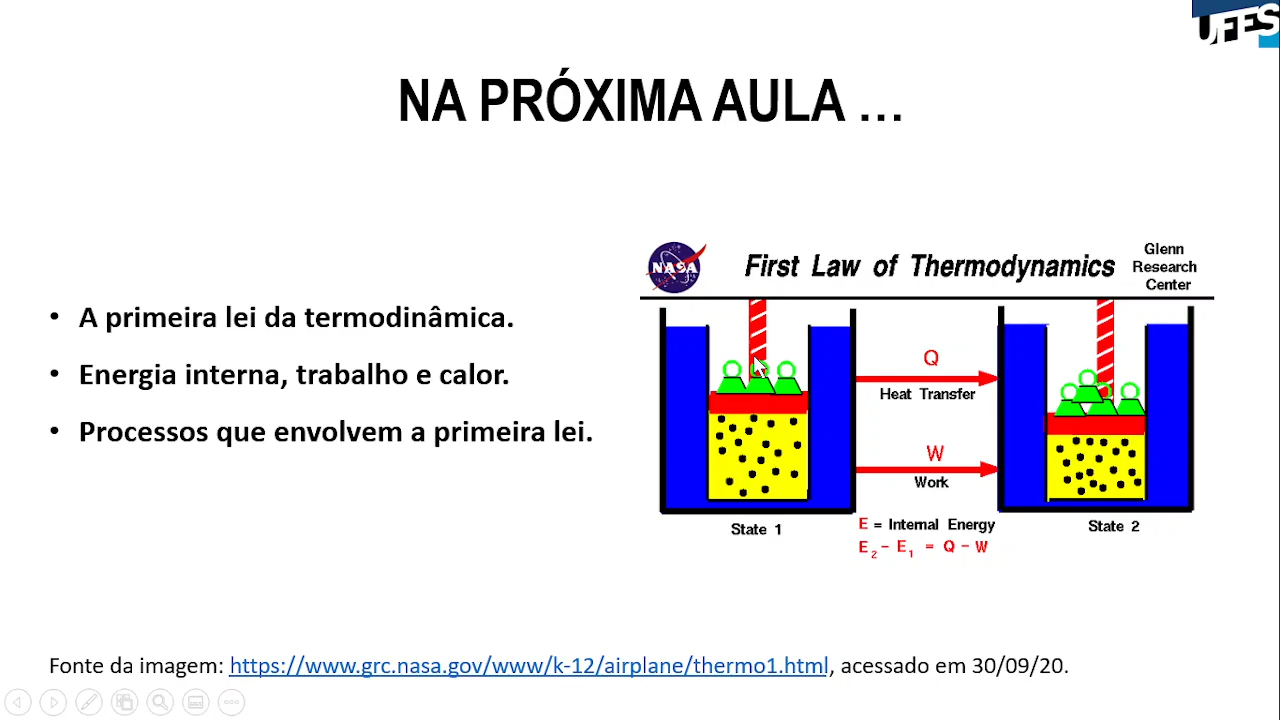 UFES
NA PRÓXIMA AULA ...
• A primeira lei da termodinâmica.
• Energia interna, trabalho e calor.
• Processos que envolvem a primeira lei.
NASA
First Law of Thermodynamics
Glenn
Research
Center
Q
Heat Transfer
W
Work
State 1
E = Internal Energy
E₂ - E₁ = Q - W
State 2
Fonte da imagem: https://www.grc.nasa.gov/www/k-12/airplane/thermo1.html, acessado em 30/09/20.